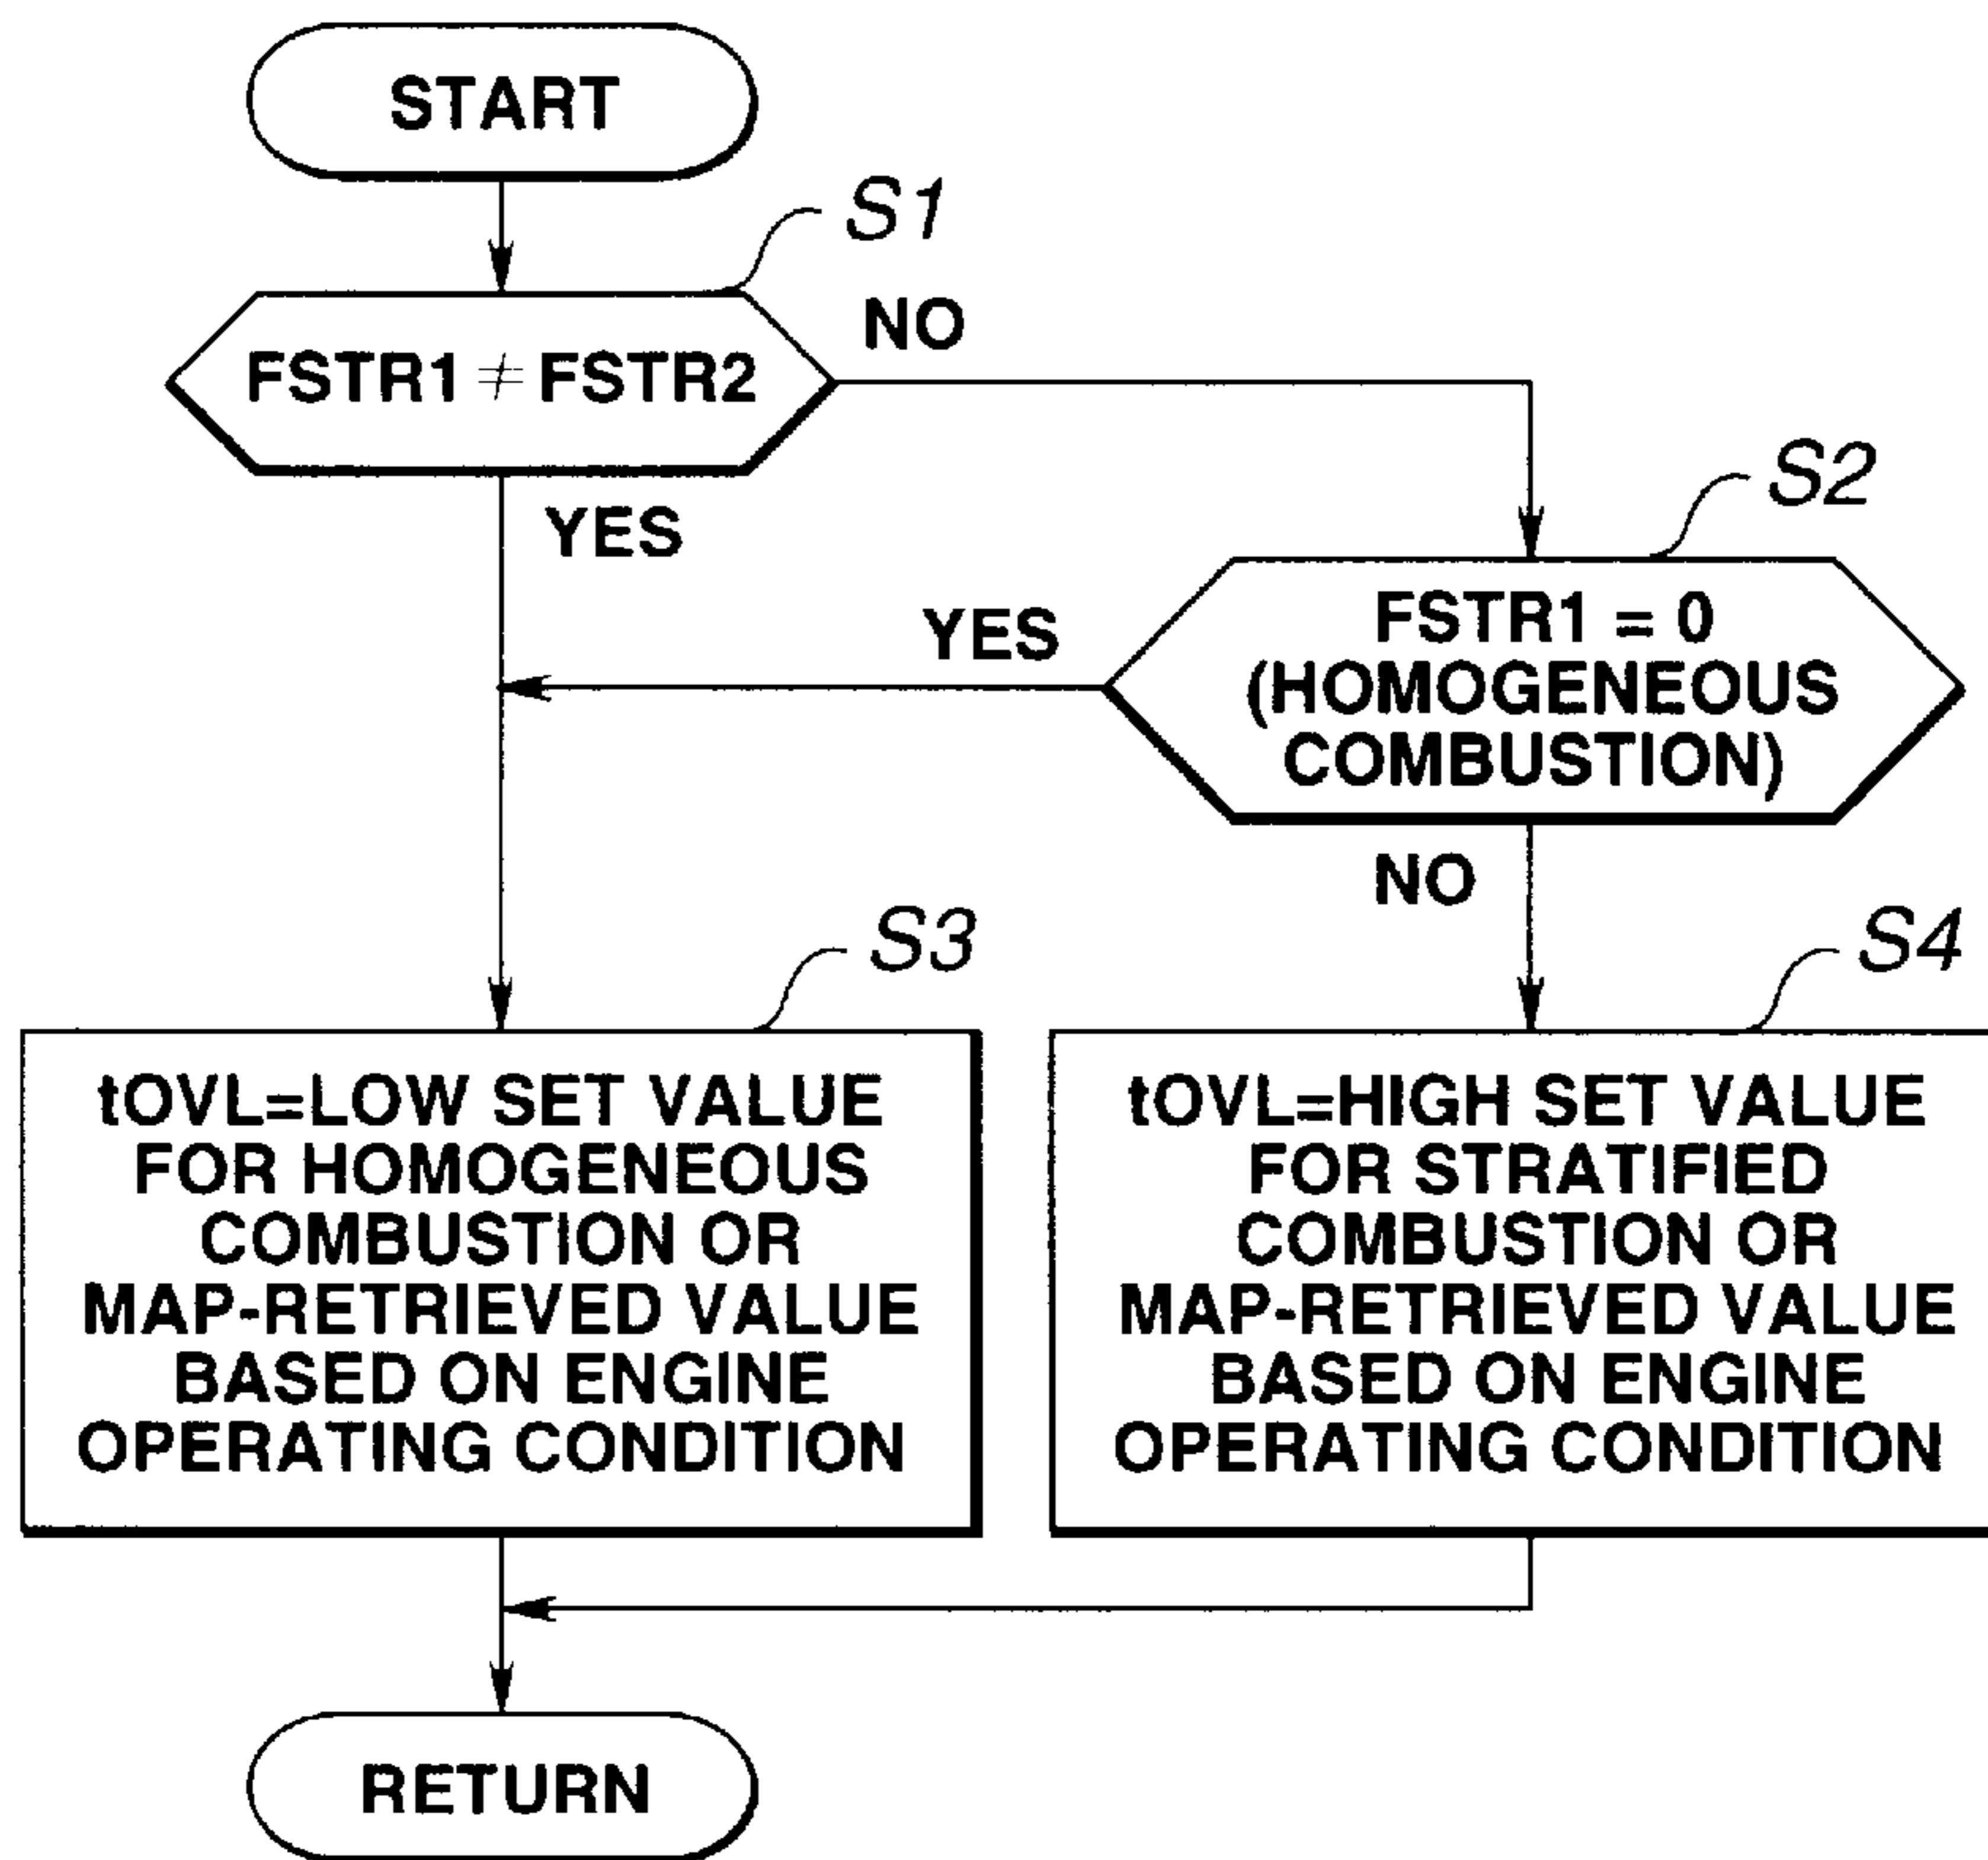 START
S1
FSTR1 ≠ FSTR2
NO
YES
S2
FSTR1 = 0
(HOMOGENEOUS
COMBUSTION)
YES
NO
S3
tOVL=LOW SET VALUE
FOR HOMOGENEOUS
COMBUSTION OR
MAP-RETRIEVED VALUE
BASED ON ENGINE
OPERATING CONDITION
S4
tOVL=HIGH SET VALUE
FOR STRATIFIED
COMBUSTION OR
MAP-RETRIEVED VALUE
BASED ON ENGINE
OPERATING CONDITION
RETURN